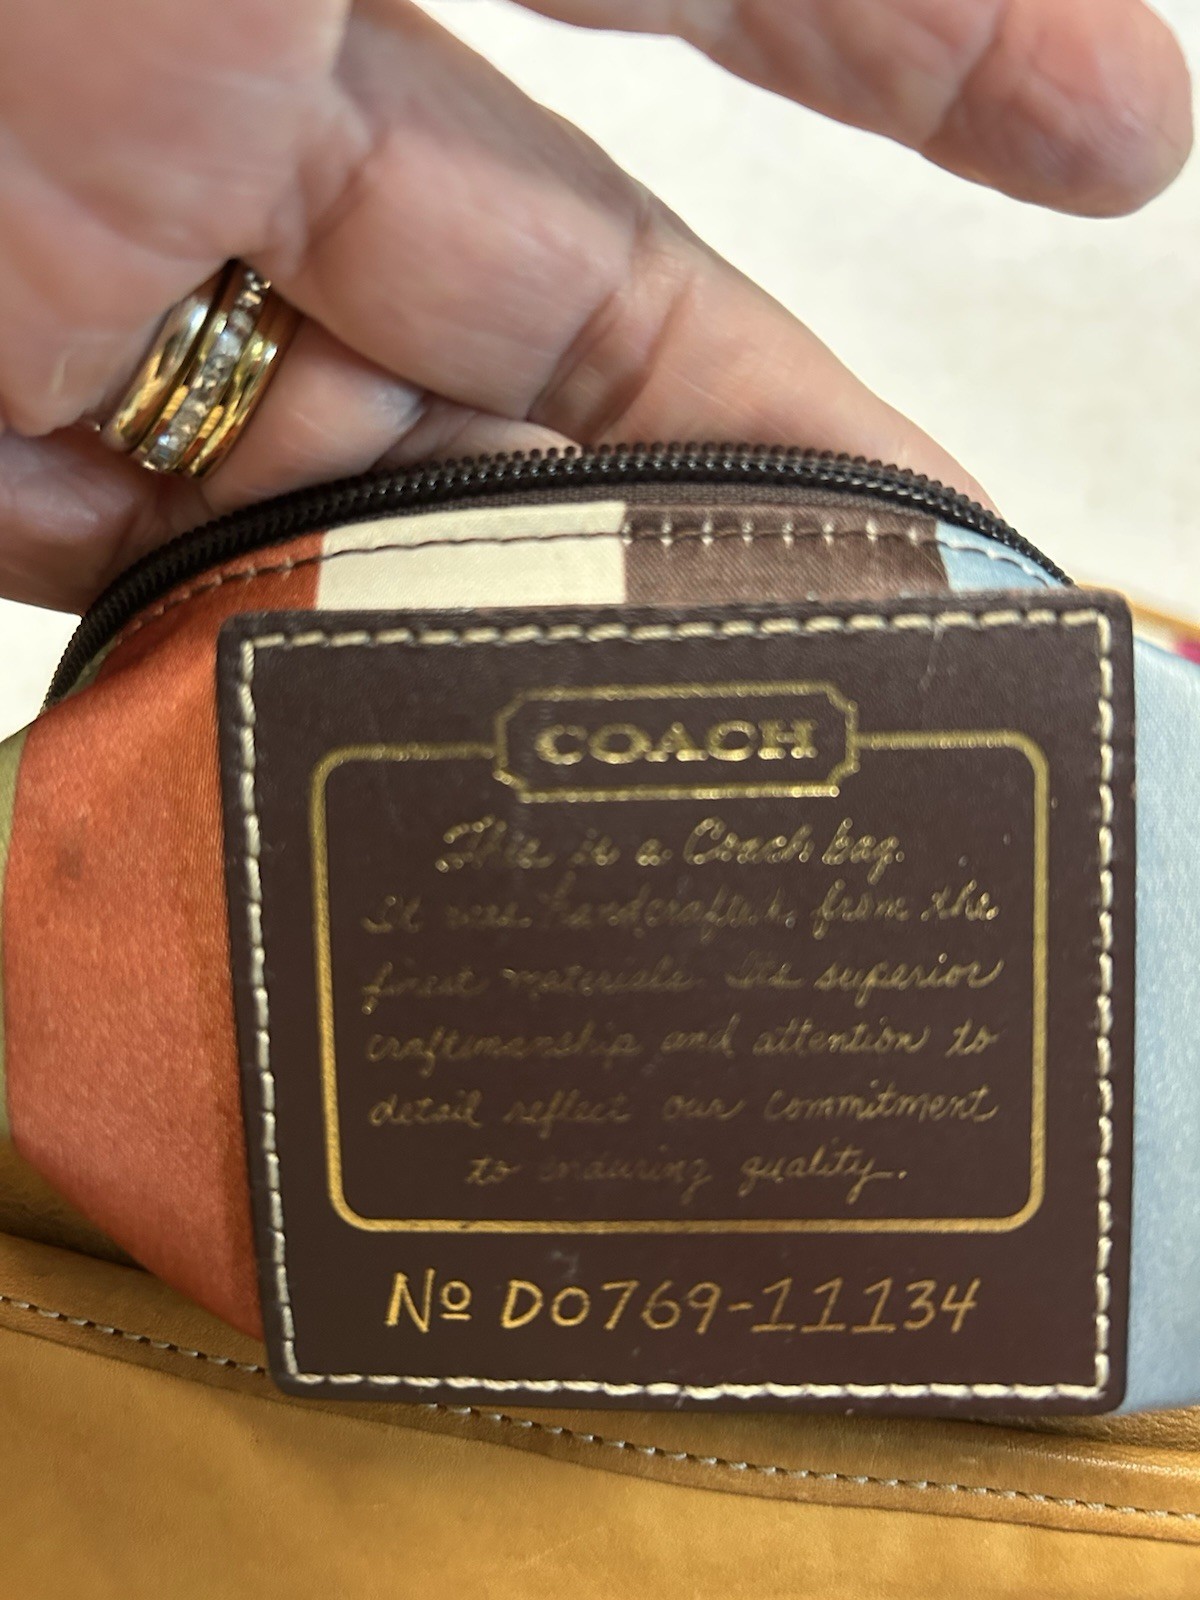 COACH
This is a Coach bag.
It was handcrafted from the
finest materials. Its superior
craftsmanship and attention to
detail reflect our commitment
to enduring quality.
Nº D0769-11134